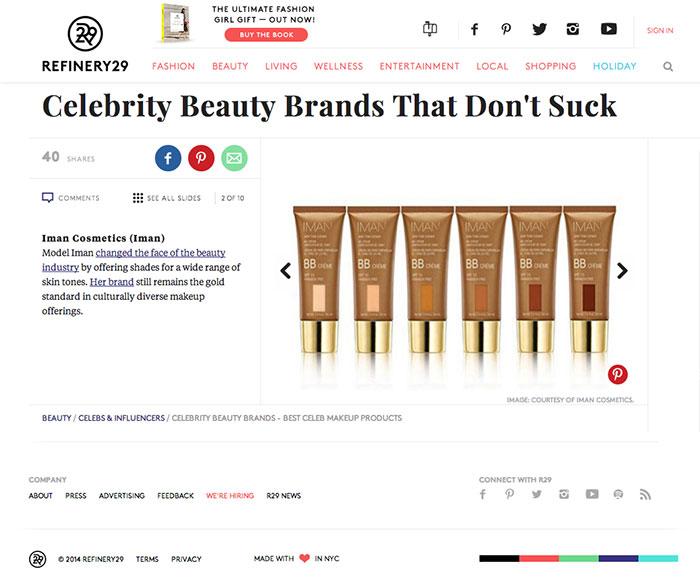 THE ULTIMATE FASHION
GIRL GIFT — OUT NOW!
BUY THE BOOK
R29
REFINERY29
SIGN IN
FASHION BEAUTY LIVING WELLNESS ENTERTAINMENT LOCAL SHOPPING HOLIDAY
Celebrity Beauty Brands That Don't Suck
40 SHARES
COMMENTS SEE ALL SLIDES 2 OF 10
Iman Cosmetics (Iman)
Model Iman changed the face of the beauty
industry by offering shades for a wide range of
skin tones. Her brand still remains the gold
standard in culturally diverse makeup
offerings.
IMAN IMAN IMAN IMAN IMAN IMAN
BB CRÈME BB CRÈME BB CRÈME BB CRÈME BB CRÈME BB CRÈME
IMAGE: COURTESY OF IMAN COSMETICS.
BEAUTY / CELEBS & INFLUENCERS / CELEBRITY BEAUTY BRANDS - BEST CELEB MAKEUP PRODUCTS
COMPANY
ABOUT PRESS ADVERTISING FEEDBACK WE'RE HIRING R29 NEWS
CONNECT WITH R29
R29 © 2014 REFINERY29 TERMS PRIVACY MADE WITH ❤ IN NYC